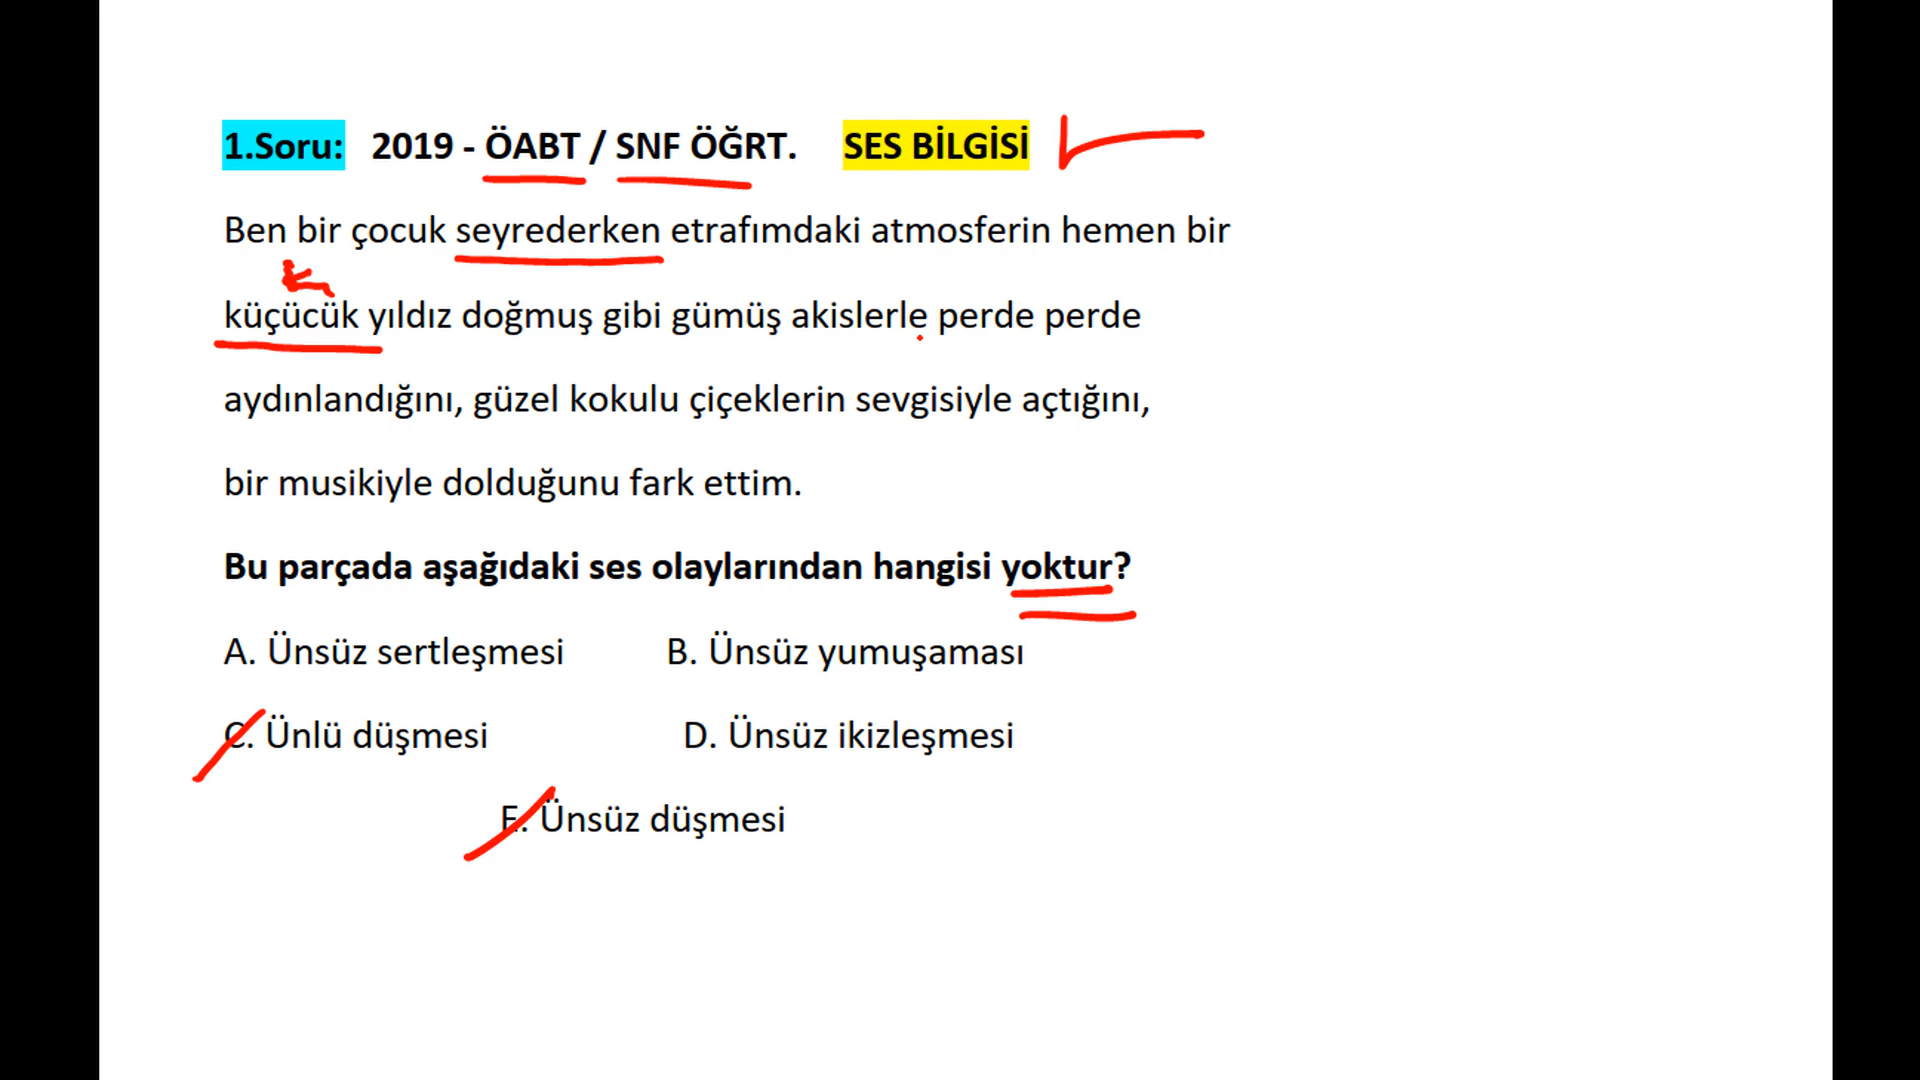 1.Soru: 2019 - ÖABT / SNF ÖĞRT. SES BİLGİSİ
Ben bir çocuk seyrederken etrafımdaki atmosferin hemen bir
küçücük yıldız doğmuş gibi gümüş akislerle perde perde
aydınlandığını, güzel kokulu çiçeklerin sevgisiyle açtığını,
bir musikiyle dolduğunu fark ettim.
Bu parçada aşağıdaki ses olaylarından hangisi yoktur?
A. Ünsüz sertleşmesi B. Ünsüz yumuşaması
C. Ünlü düşmesi D. Ünsüz ikizleşmesi
E. Ünsüz düşmesi